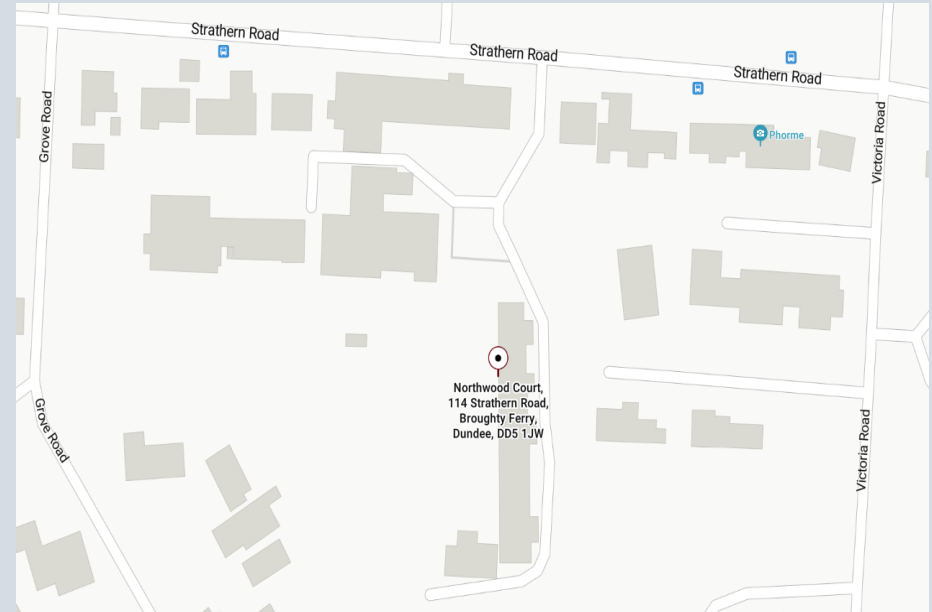 Strathern Road
Strathern Road
Strathern Road
Grove Road
Phorme
Victoria Road
Northwood Court,
114 Strathern Road,
Broughty Ferry,
Dundee, DD5 1JW
Grove Road
Victoria Road